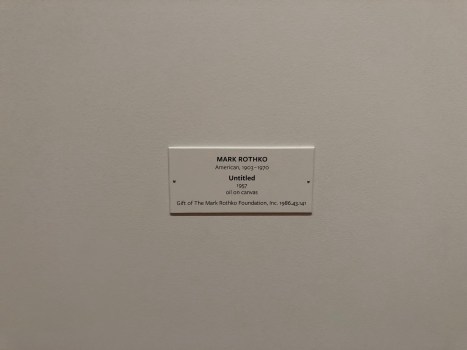 MARK ROTHKO
American, 1903–1970
Untitled
1957
oil on canvas
Gift of The Mark Rothko Foundation, Inc. 1986.43.141